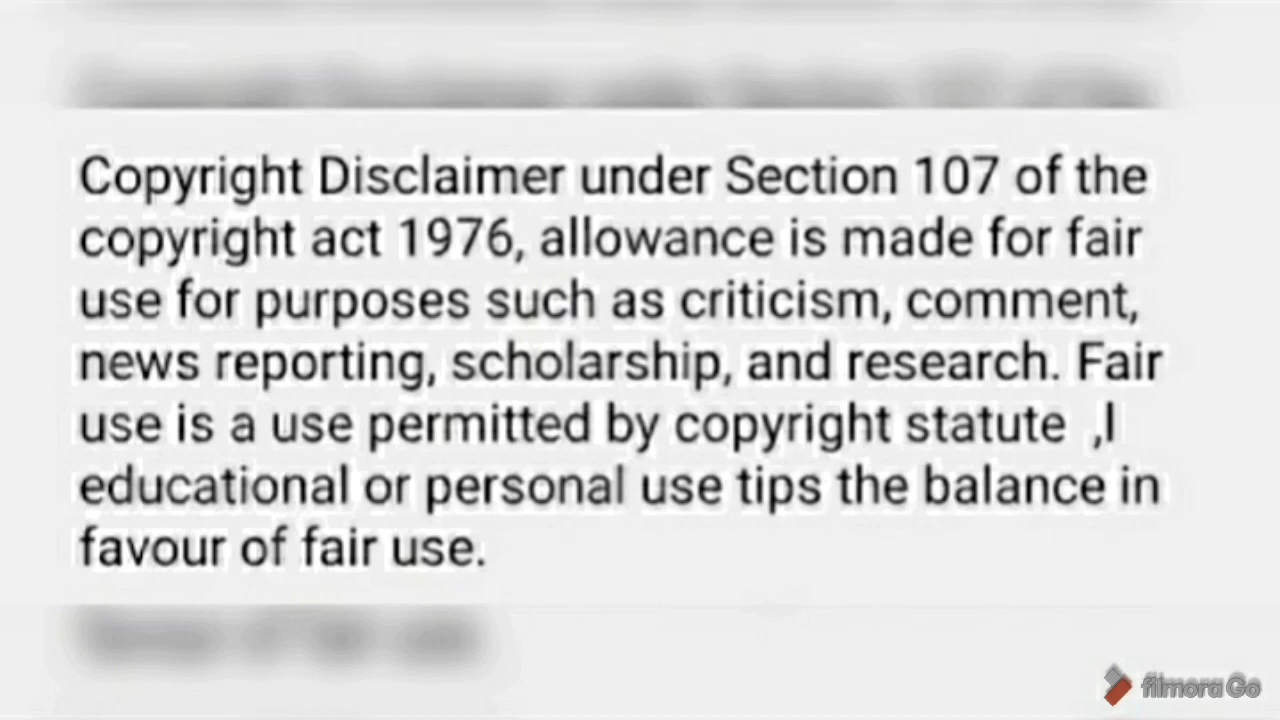 Copyright Disclaimer under Section 107 of the
copyright act 1976, allowance is made for fair
use for purposes such as criticism, comment,
news reporting, scholarship, and research. Fair
use is a use permitted by copyright statute  ,l
educational or personal use tips the balance in
favour of fair use.
filmora Go